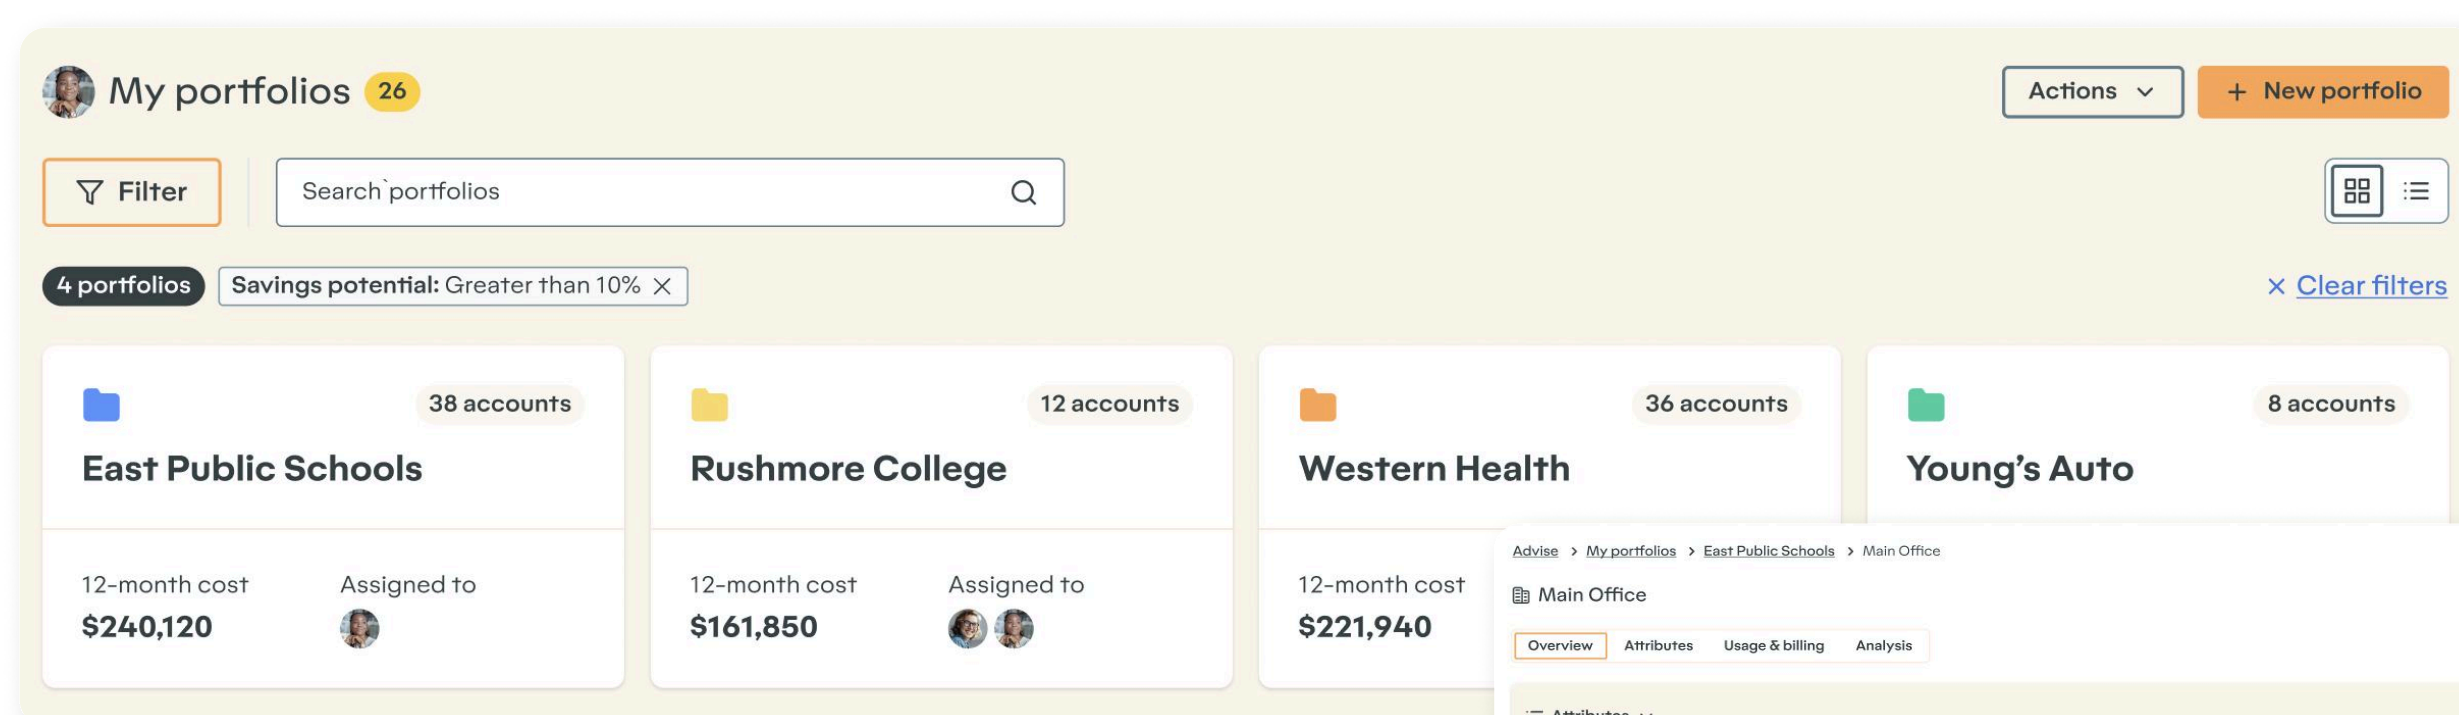 My portfolios 26
Actions
+ New portfolio
Filter
Search`portfolios
4 portfolios
Savings potential: Greater than 10% ×
× Clear filters
38 accounts
East Public Schools
12-month cost
$240,120
Assigned to
12 accounts
Rushmore College
12-month cost
$161,850
Assigned to
36 accounts
Western Health
12-month cost
$221,940
8 accounts
Young’s Auto
Advise > My portfolios > East Public Schools > Main Office
Main Office
Overview Attributes Usage & billing Analysis
Attributes